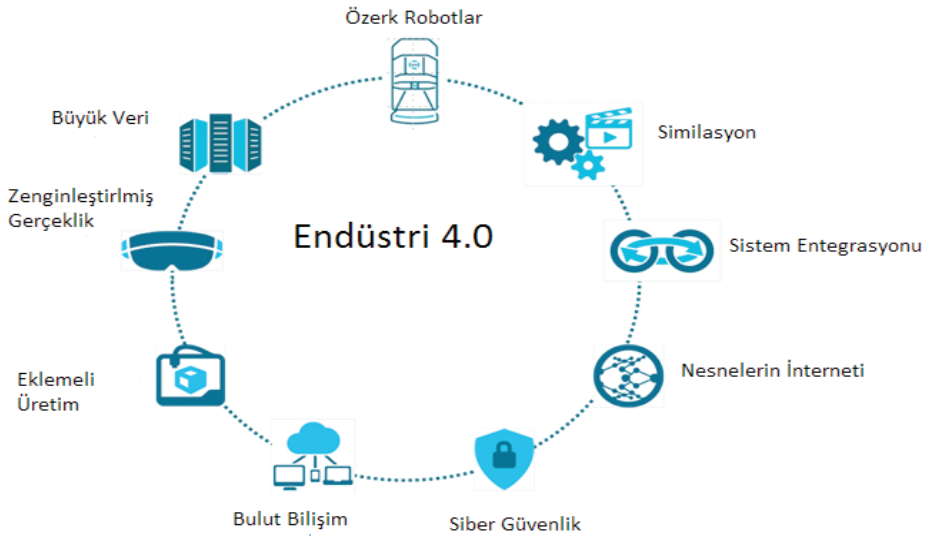 Özerk Robotlar
Büyük Veri
Similasyon
Zenginleştirilmiş
Gerçeklik
Endüstri 4.0
Sistem Entegrasyonu
Nesnelerin İnterneti
Eklemeli
Üretim
Bulut Bilişim
Siber Güvenlik